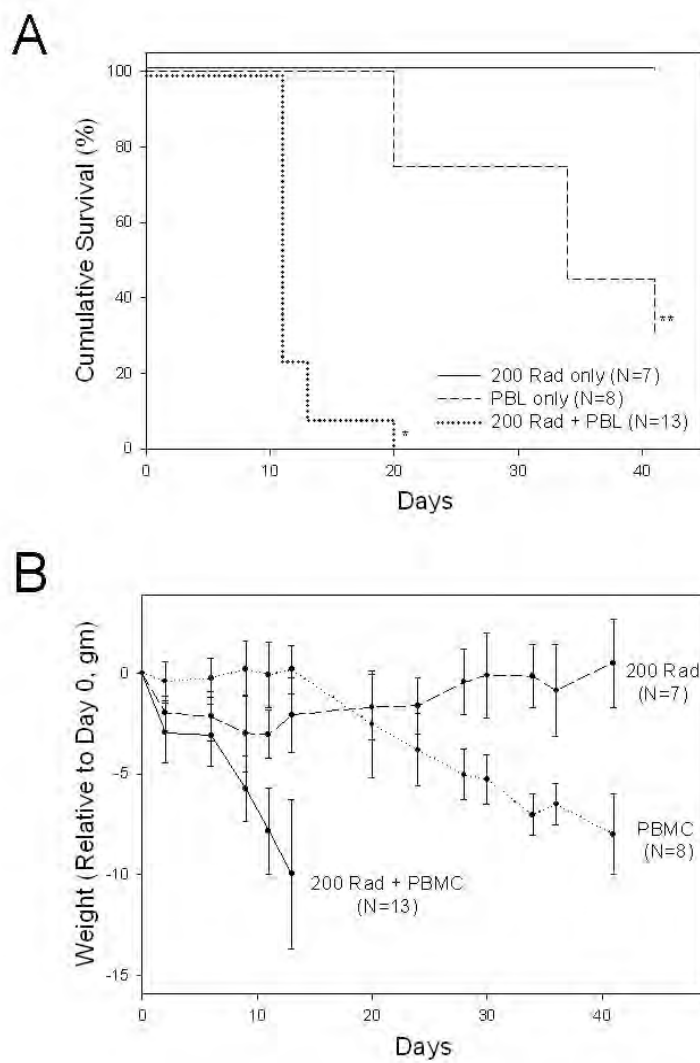 A
Cumulative Survival (%)
100
80
60
40
20
0
**
*
200 Rad only (N=7)
PBL only (N=8)
200 Rad + PBL (N=13)
0 10 20 30 40
Days
B
Weight (Relative to Day 0, gm)
0
-5
-10
-15
200 Rad
(N=7)
PBMC
(N=8)
200 Rad + PBMC
(N=13)
0 10 20 30 40
Days